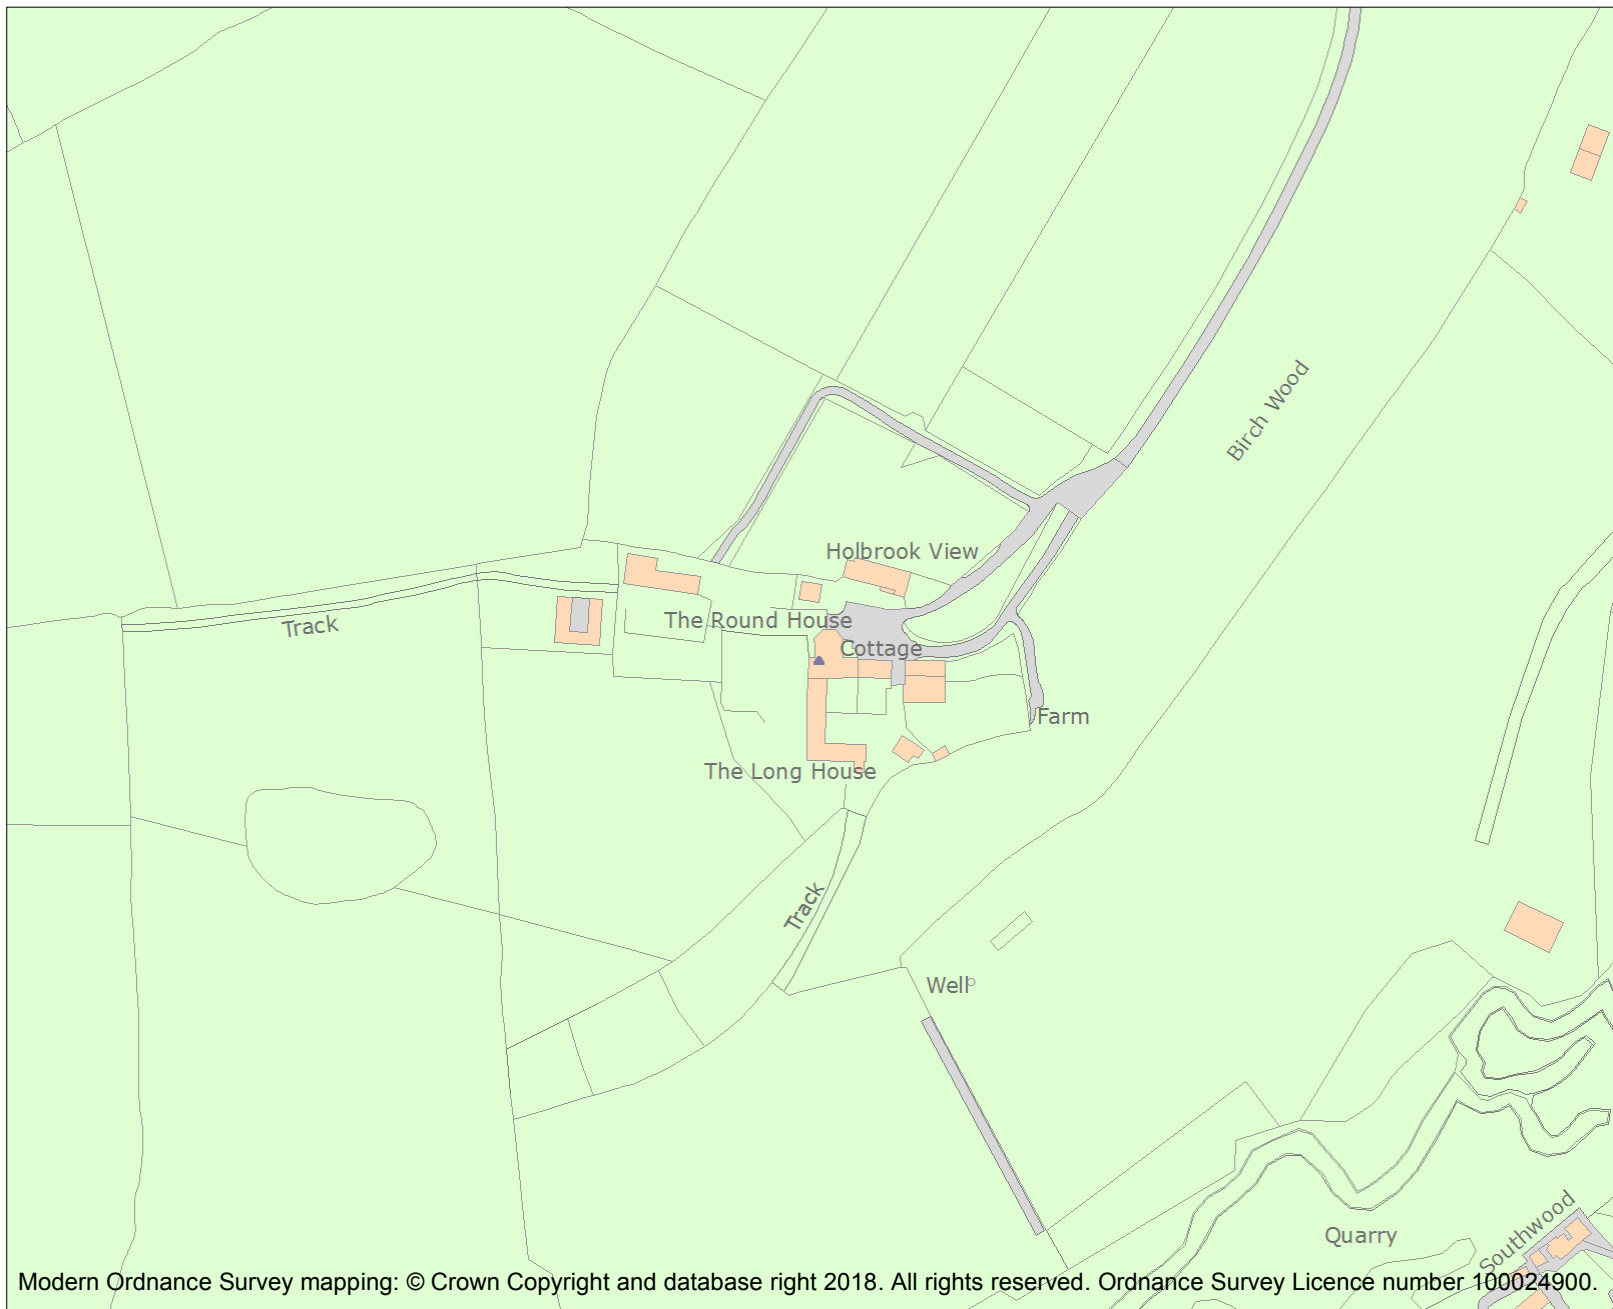 Birch Wood
Holbrook View
Track
The Round House
Cottage
Farm
The Long House
Track
Well
Quarry
Southwood
Modern Ordnance Survey mapping: © Crown Copyright and database right 2018. All rights reserved. Ordnance Survey Licence number 100024900.